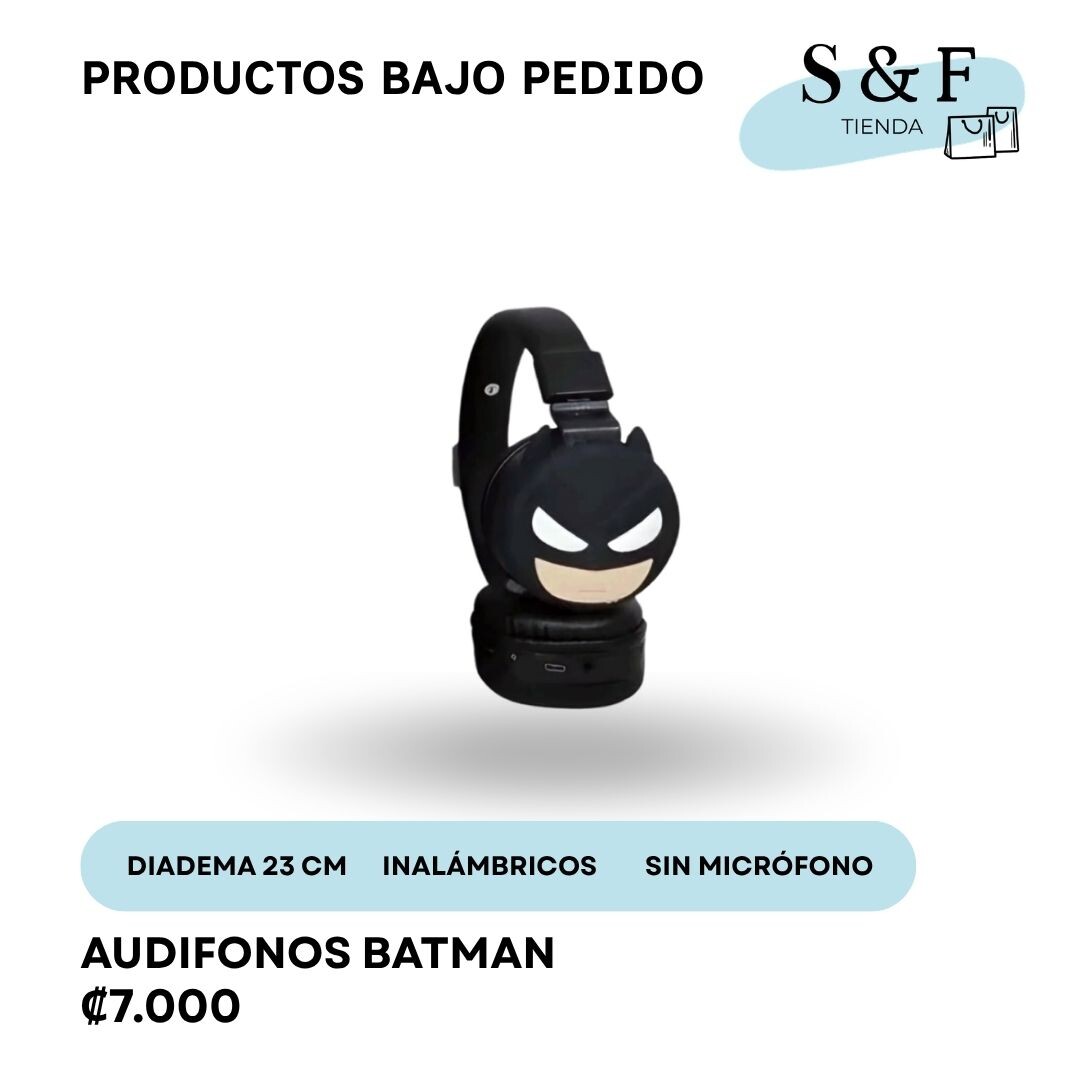 PRODUCTOS BAJO PEDIDO
S & F
TIENDA
DIADEMA 23 CM INALÁMBRICOS SIN MICRÓFONO
AUDIFONOS BATMAN
₡7.000